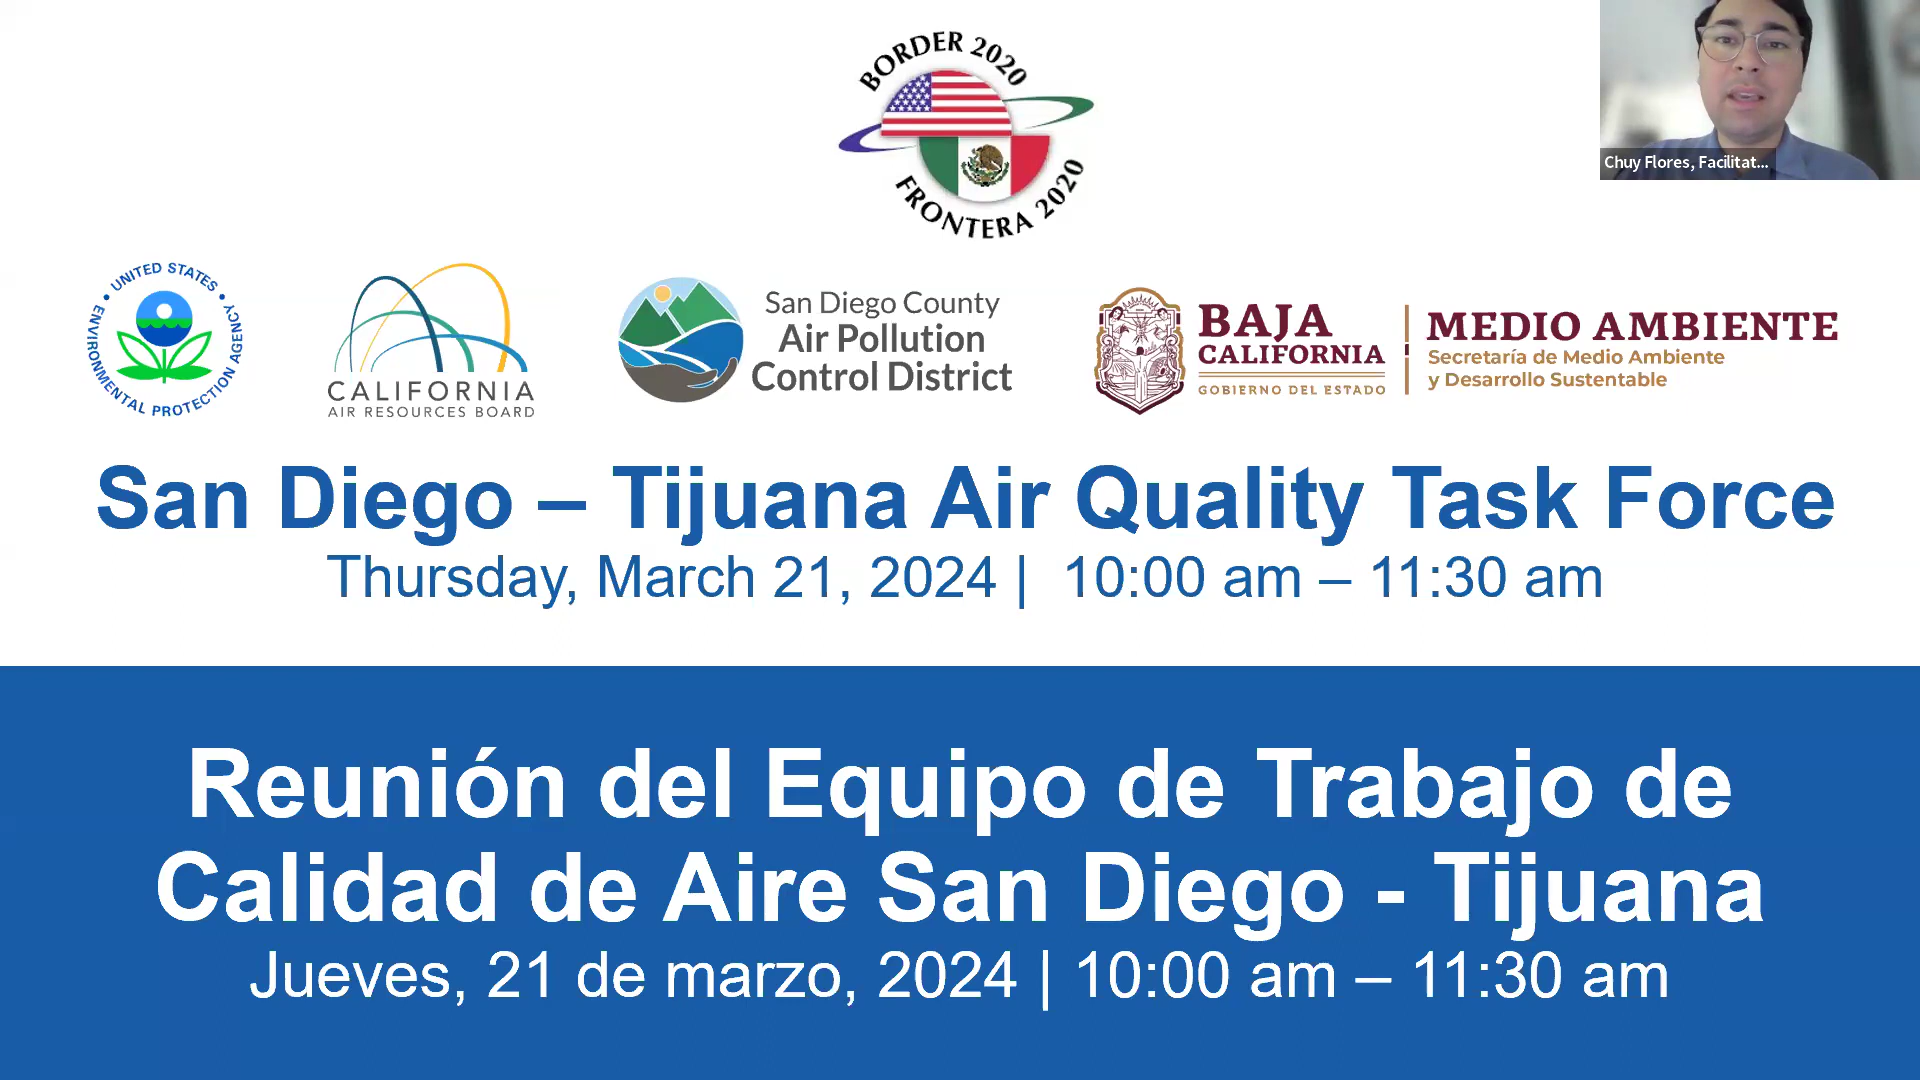 BORDER 2020
FRONTERA 2020
Chuy Flores, Facilitat...
UNITED STATES
ENVIRONMENTAL PROTECTION AGENCY
CALIFORNIA
AIR RESOURCES BOARD
San Diego County
Air Pollution
Control District
BAJA
CALIFORNIA
GOBIERNO DEL ESTADO
MEDIO AMBIENTE
Secretaría de Medio Ambiente
y Desarrollo Sustentable
San Diego – Tijuana Air Quality Task Force
Thursday, March 21, 2024 | 10:00 am – 11:30 am
Reunión del Equipo de Trabajo de
Calidad de Aire San Diego - Tijuana
Jueves, 21 de marzo, 2024 | 10:00 am – 11:30 am